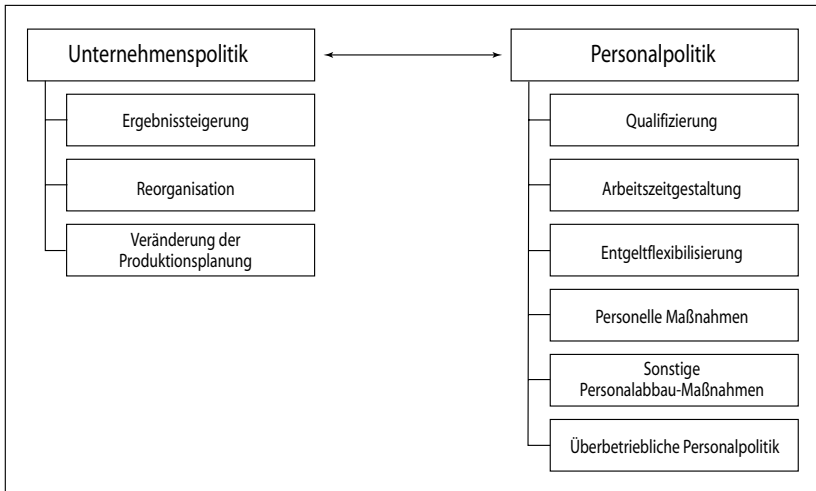 Unternehmenspolitik
Ergebnissteigerung
Reorganisation
Veränderung der
Produktionsplanung
Personalpolitik
Qualifizierung
Arbeitszeitgestaltung
Entgeltflexibilisierung
Personelle Maßnahmen
Sonstige
Personalabbau-Maßnahmen
Überbetriebliche Personalpolitik